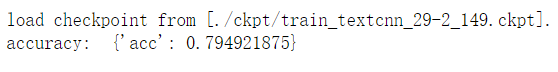 load checkpoint from [./ckpt/train_textcnn_29-2_149.ckpt].
accuracy:  {'acc': 0.794921875}